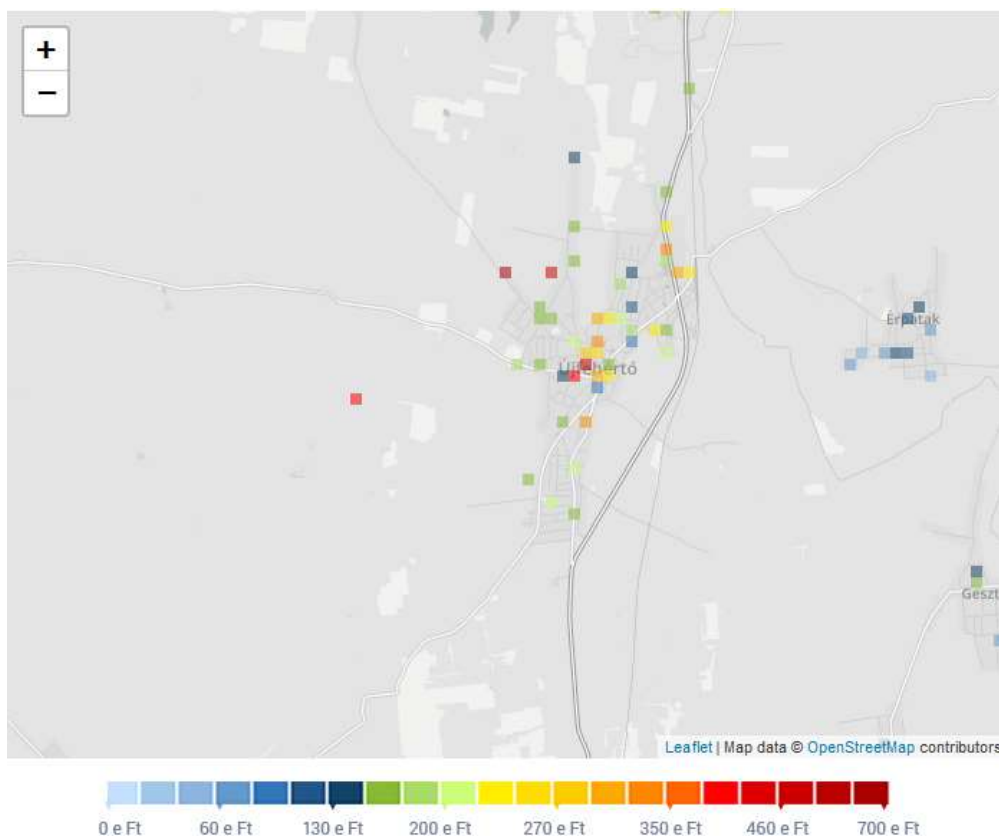 +
−
Érpatak
Újfehértó
Geszt
Leaflet | Map data © OpenStreetMap contributors
0 e Ft 60 e Ft 130 e Ft 200 e Ft 270 e Ft 350 e Ft 460 e Ft 700 e Ft